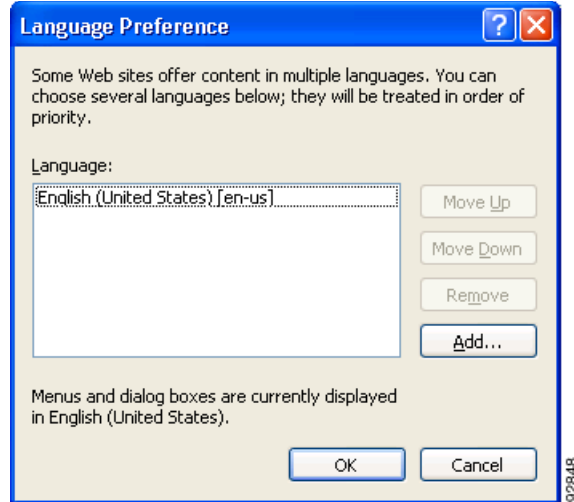 Language Preference
Some Web sites offer content in multiple languages. You can
choose several languages below; they will be treated in order of
priority.
Language:
English (United States) [en-us]
Move Up
Move Down
Remove
Add...
Menus and dialog boxes are currently displayed
in English (United States).
OK
Cancel